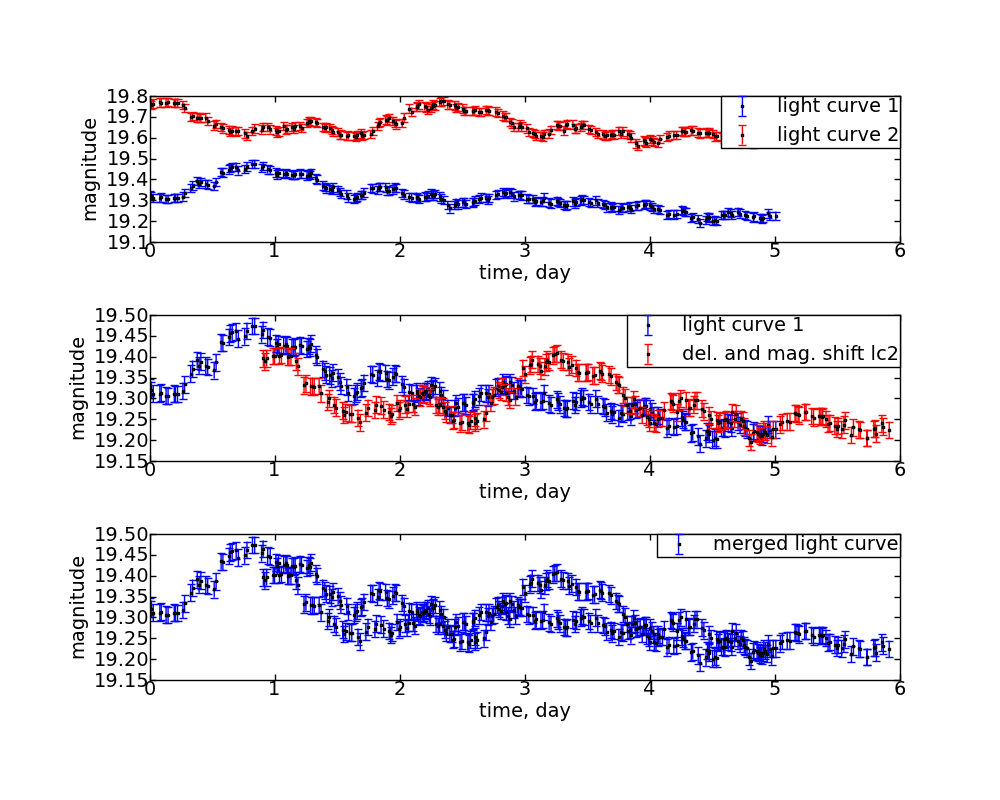 19.8
19.7
19.6
19.5
19.4
19.3
19.2
19.1
magnitude
light curve 1
light curve 2
0 1 2 3 4 5 6
time, day
19.50
19.45
19.40
19.35
19.30
19.25
19.20
19.15
magnitude
light curve 1
del. and mag. shift lc2
0 1 2 3 4 5 6
time, day
19.50
19.45
19.40
19.35
19.30
19.25
19.20
19.15
magnitude
merged light curve
0 1 2 3 4 5 6
time, day